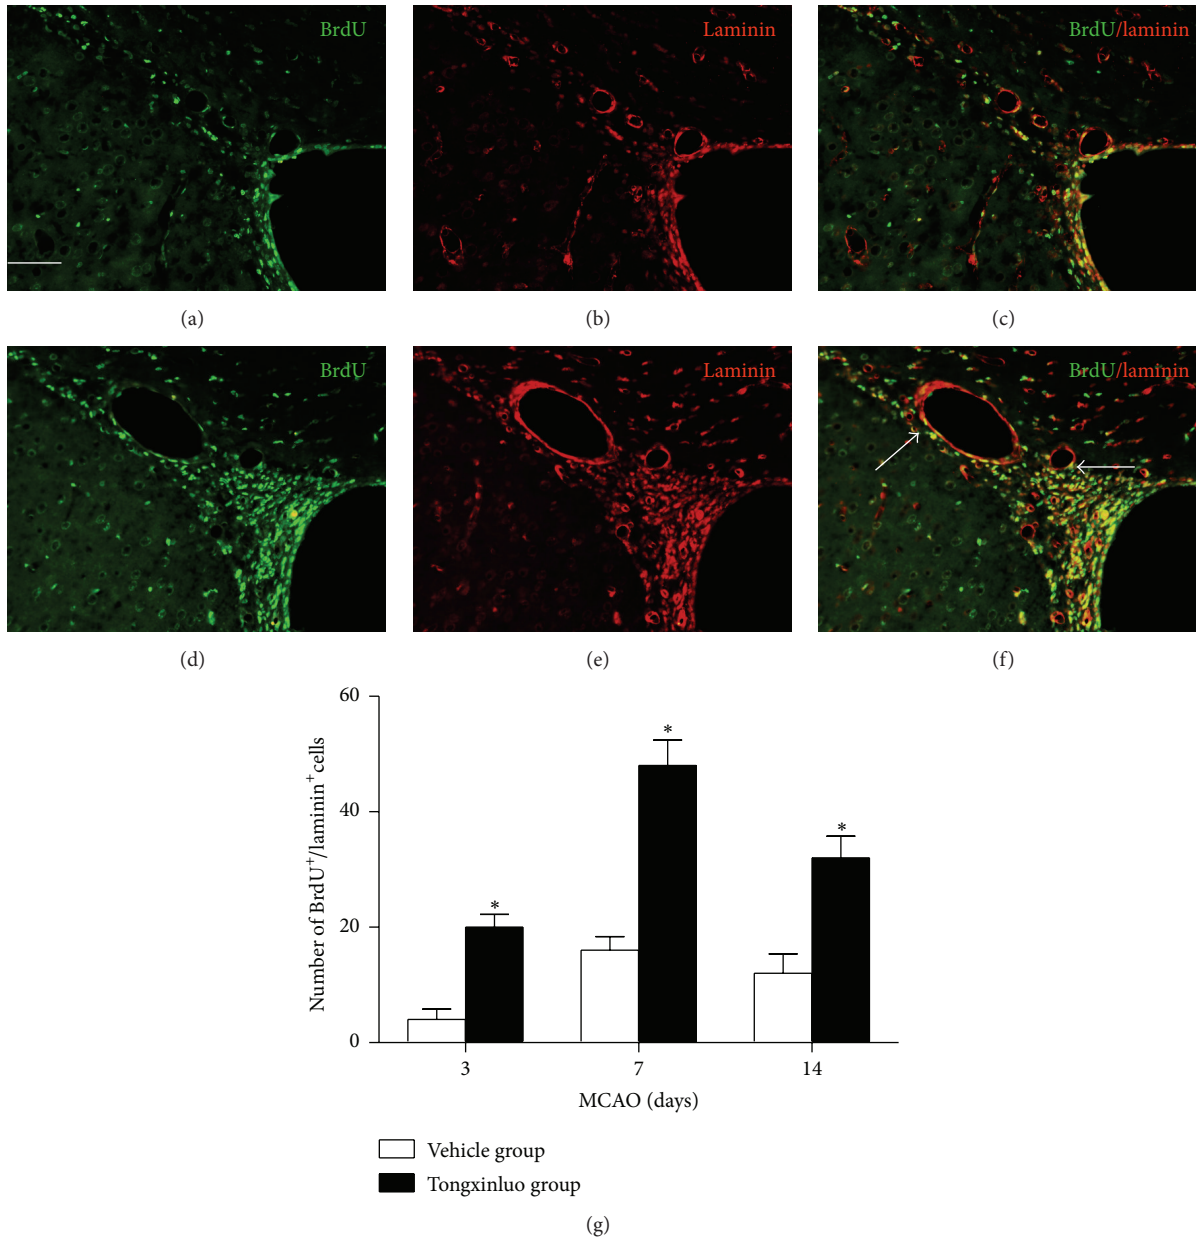 BrdU
Laminin
BrdU/laminin
(a)
(b)
(c)
BrdU
Laminin
BrdU/laminin
(d)
(e)
(f)
Number of BrdU⁺/laminin⁺ cells
60
40
20
0
*
*
*
3
7
14
MCAO (days)
Vehicle group
Tongxinluo group
(g)